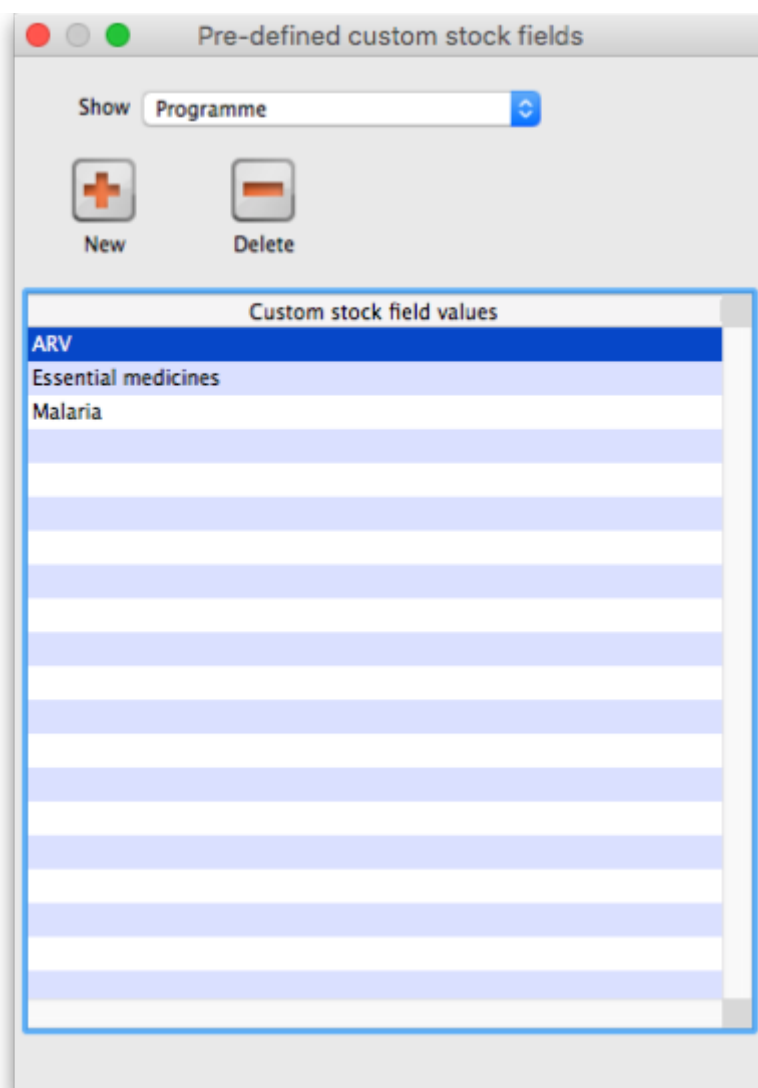 Pre-defined custom stock fields
Show Programme
New Delete
Custom stock field values
ARV
Essential medicines
Malaria